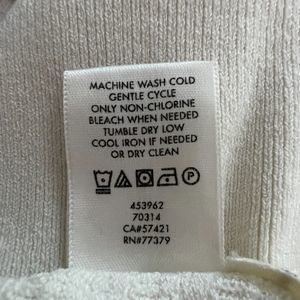 MACHINE WASH COLD
GENTLE CYCLE
ONLY NON-CHLORINE
BLEACH WHEN NEEDED
TUMBLE DRY LOW
COOL IRON IF NEEDED
OR DRY CLEAN
P
453962
70314
CA#57421
RN#77379